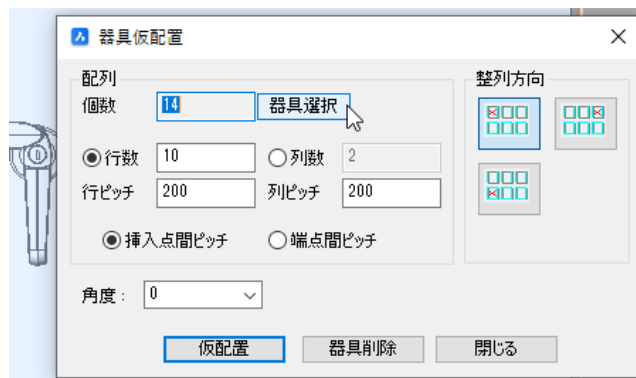 器具仮配置
配列
個数 14 器具選択
行数 10 列数 2
行ピッチ 200 列ピッチ 200
挿入点間ピッチ 端点間ピッチ
角度： 0
整列方向
仮配置 器具削除 閉じる